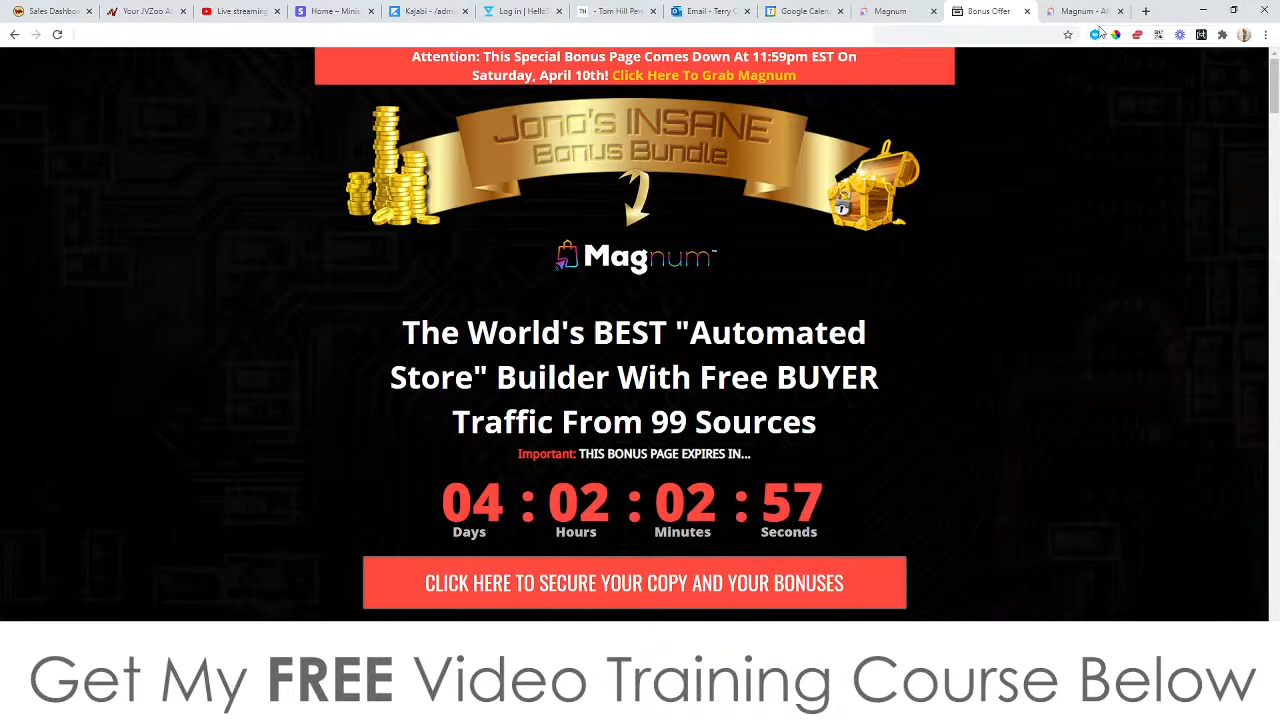 Sales Dashbo
Your JVZoo Ac
Live streaming
Home – Minis
Kajabi - /adm
Log in | Hello
- Tom Hill Pers
Email - Terry C
Google Calen
Magnum
Bonus Offer
Magnum - A
Attention: This Special Bonus Page Comes Down At 11:59pm EST On
Saturday, April 10th! Click Here To Grab Magnum
Jono's INSANE
Bonus Bundle
Magnum™
The World's BEST "Automated
Store" Builder With Free BUYER
Traffic From 99 Sources
Important: THIS BONUS PAGE EXPIRES IN...
04 : 02 : 02 : 57
Days Hours Minutes Seconds
CLICK HERE TO SECURE YOUR COPY AND YOUR BONUSES
Get My FREE Video Training Course Below